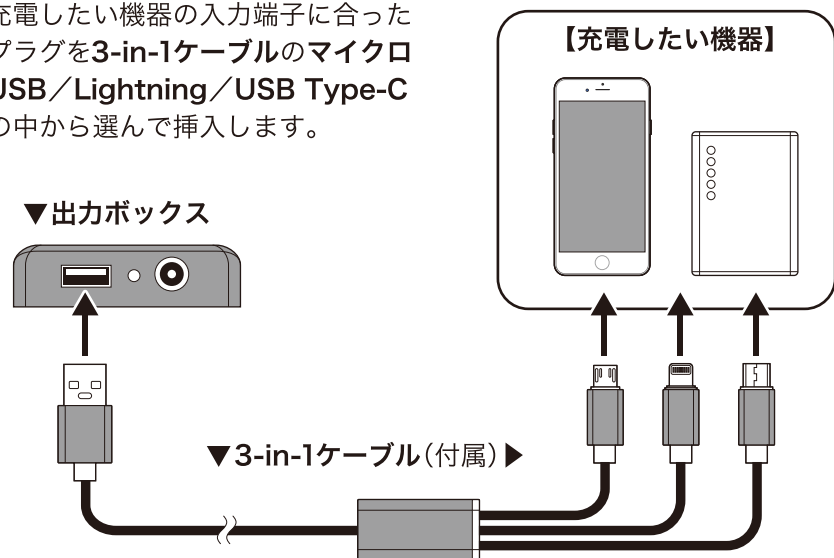 充電したい機器の入力端子に合った
プラグを3-in-1ケーブルのマイクロ
USB／Lightning／USB Type-C
の中から選んで挿入します。
【充電したい機器】
▼出力ボックス
▼3-in-1ケーブル（付属）▶